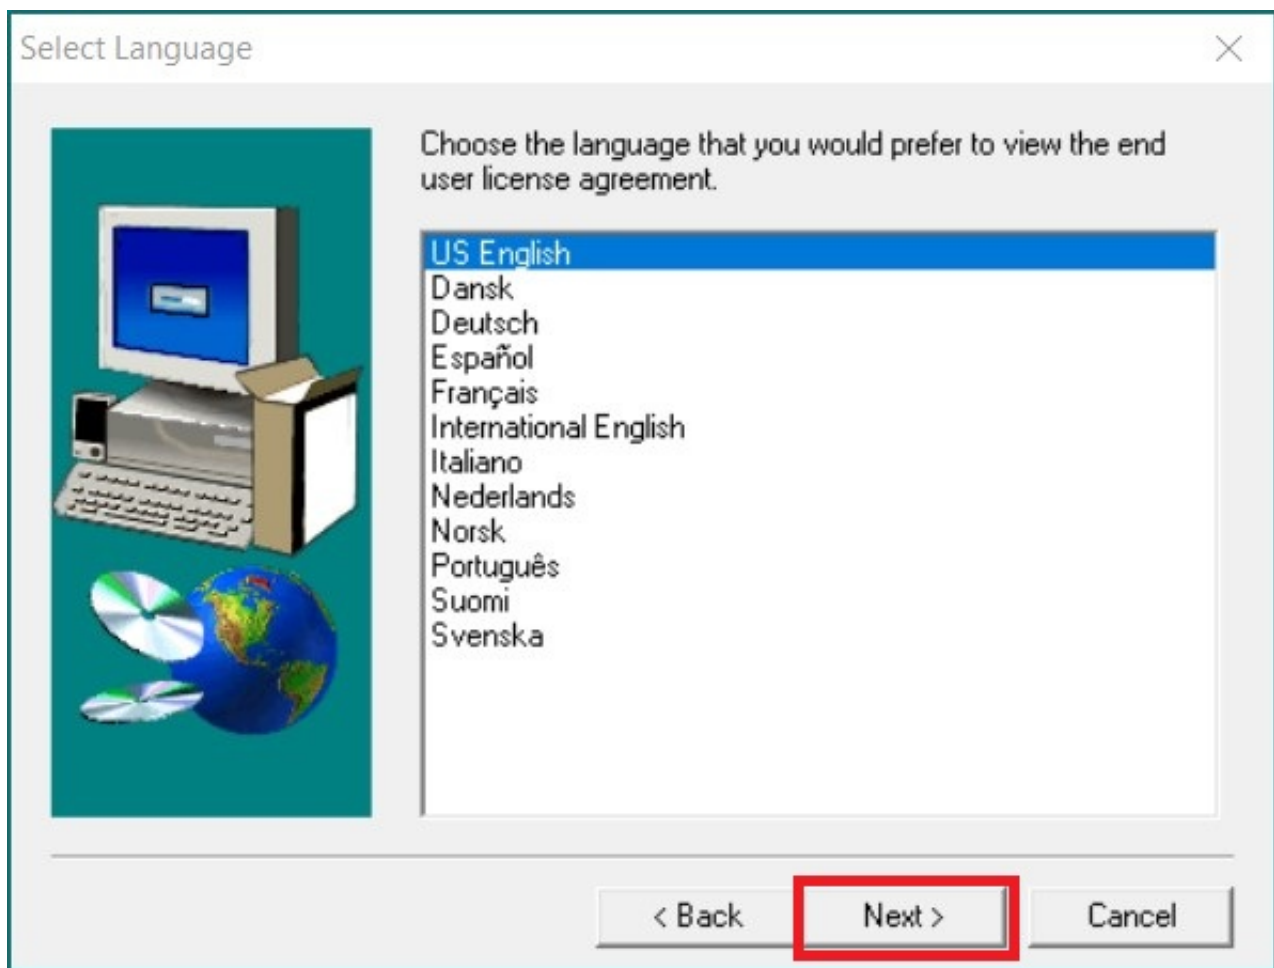 Select Language
Choose the language that you would prefer to view the end
user license agreement.
US English
Dansk
Deutsch
Español
Français
International English
Italiano
Nederlands
Norsk
Português
Suomi
Svenska
< Back
Next >
Cancel